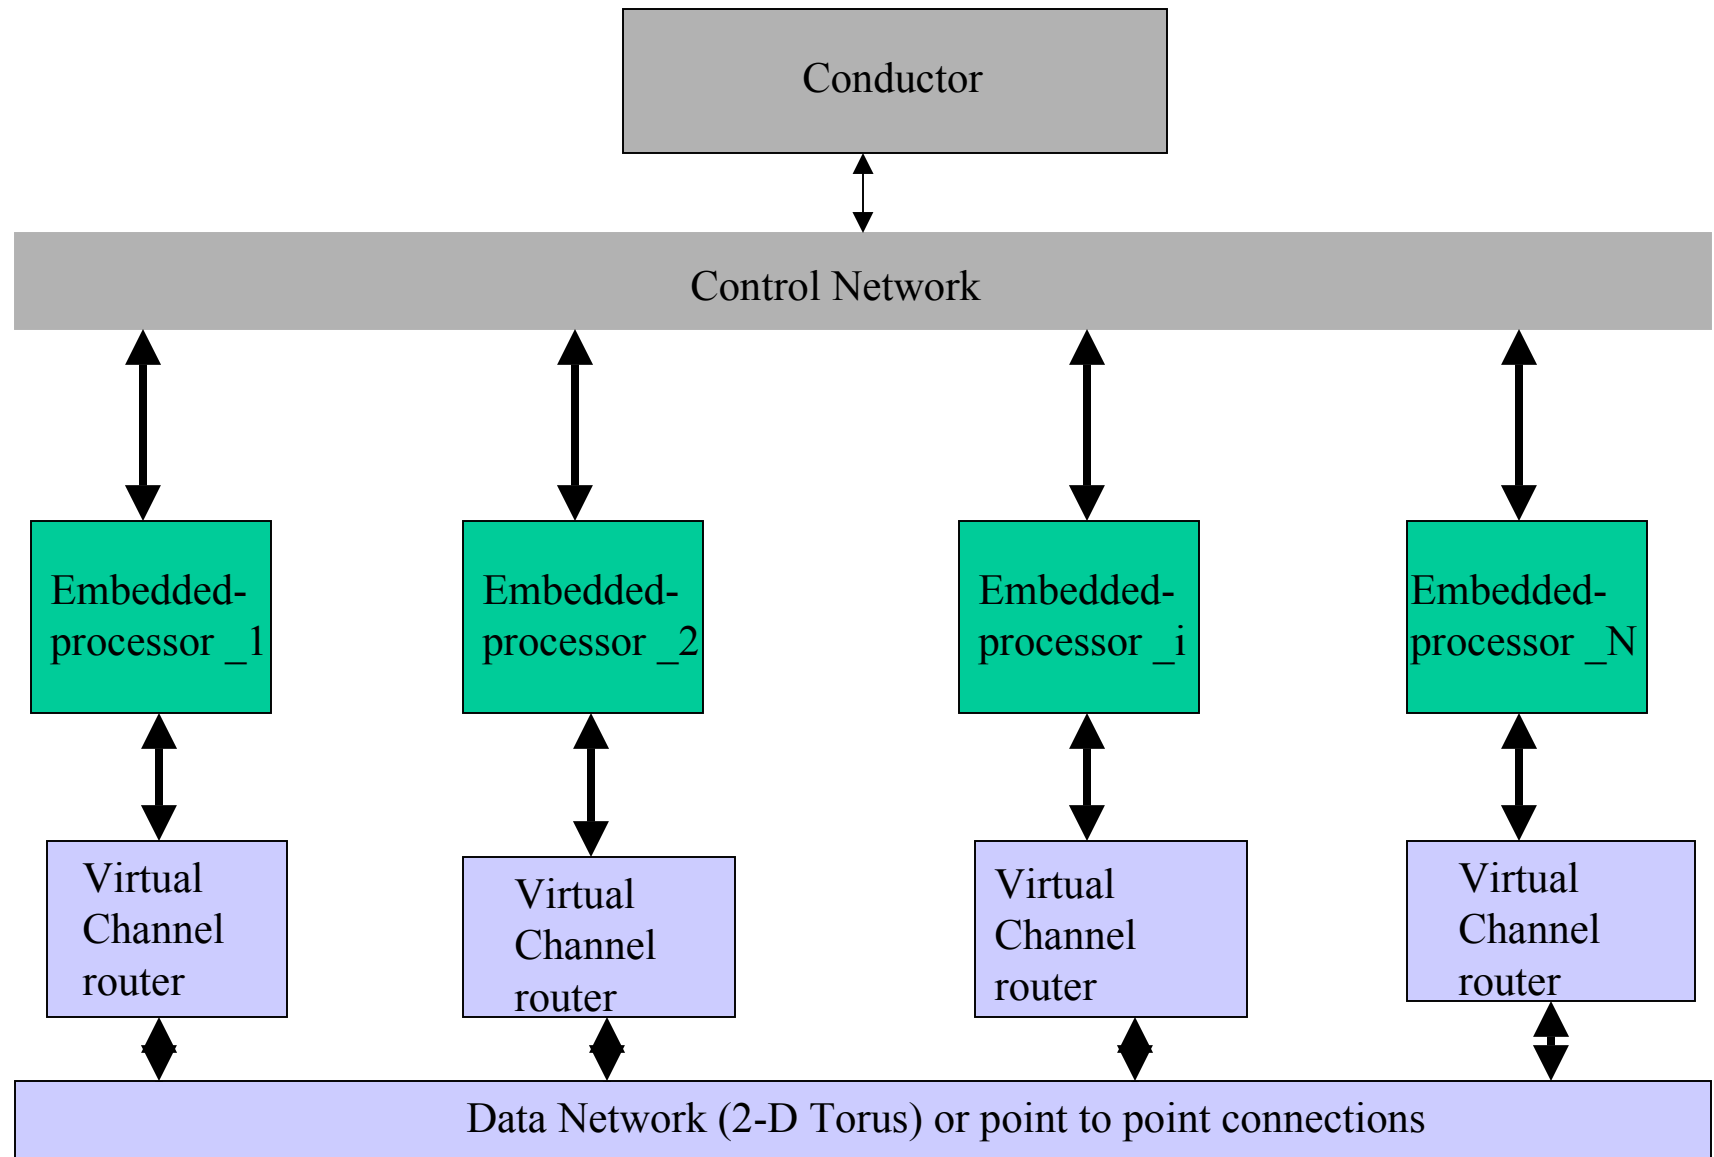 Conductor
Control Network
Embedded-
processor _1
Embedded-
processor _2
Embedded-
processor _i
Embedded-
processor _N
Virtual
Channel
router
Virtual
Channel
router
Virtual
Channel
router
Virtual
Channel
router
Data Network (2-D Torus) or point to point connections